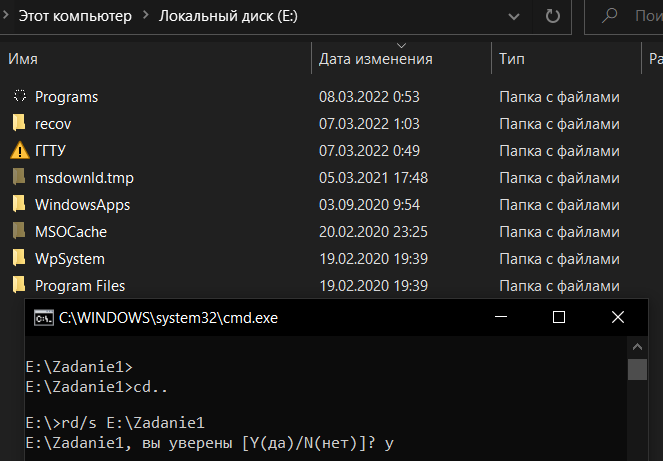 Этот компьютер > Локальный диск (E:) Пои
Имя Дата изменения Тип Ра
Programs 08.03.2022 0:53 Папка с файлами
recov 07.03.2022 1:03 Папка с файлами
ГГТУ 07.03.2022 0:49 Папка с файлами
msdownld.tmp 05.03.2021 17:48 Папка с файлами
WindowsApps 03.09.2020 9:54 Папка с файлами
MSOCache 20.02.2020 23:25 Папка с файлами
WpSystem 19.02.2020 19:39 Папка с файлами
Program Files 19.02.2020 19:39 Папка с файлами
C:\WINDOWS\system32\cmd.exe
E:\Zadanie1>
E:\Zadanie1>cd..
E:\>rd/s E:\Zadanie1
E:\Zadanie1, вы уверены [Y(да)/N(нет)]? y